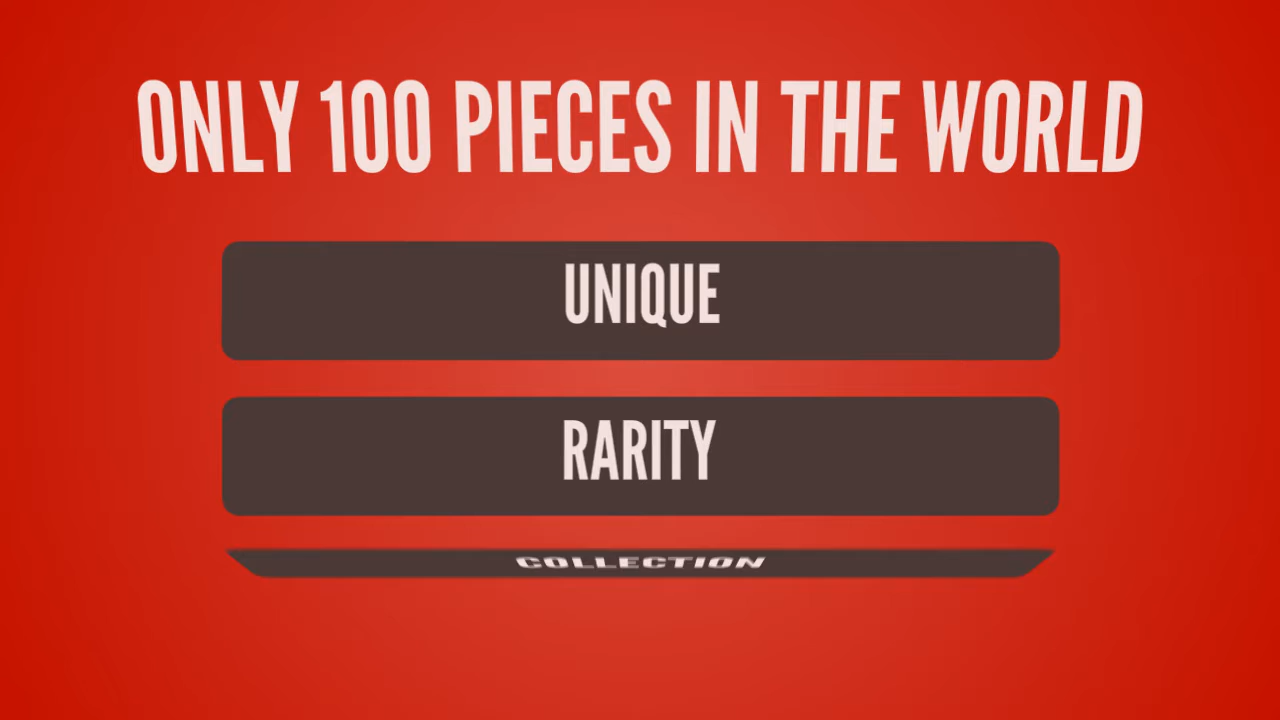 ONLY 100 PIECES IN THE WORLD
UNIQUE
RARITY
COLLECTION